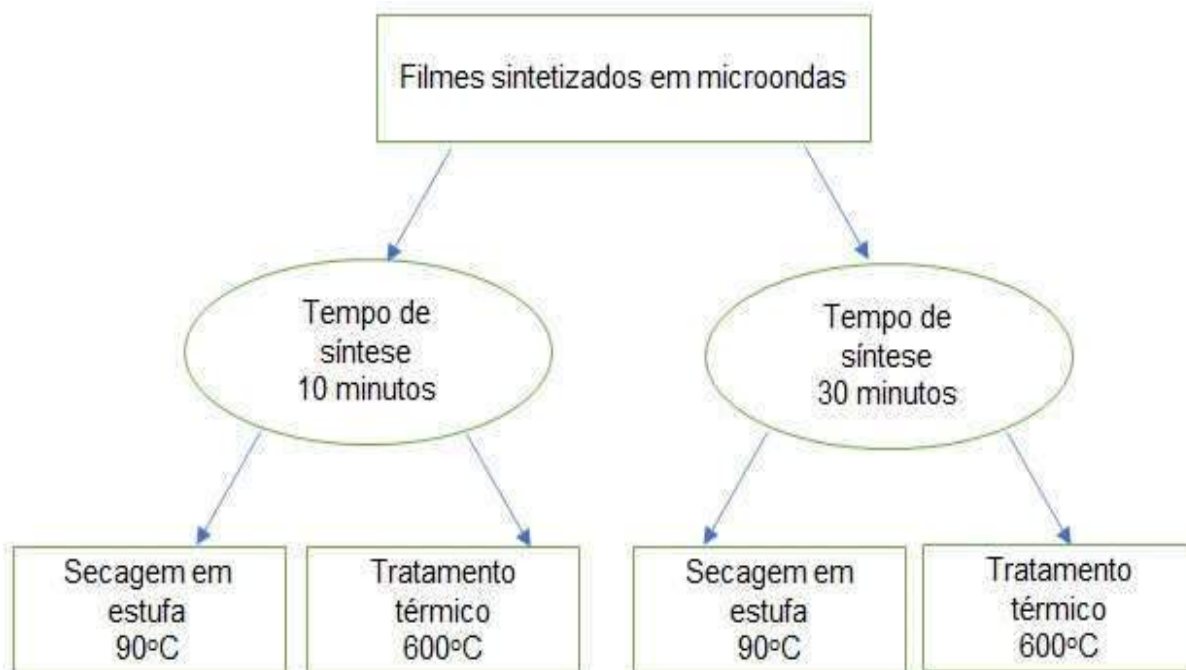 Filmes sintetizados em microondas
Tempo de
síntese
10 minutos
Tempo de
síntese
30 minutos
Secagem em
estufa
90ºC
Tratamento
térmico
600ºC
Secagem em
estufa
90ºC
Tratamento
térmico
600ºC